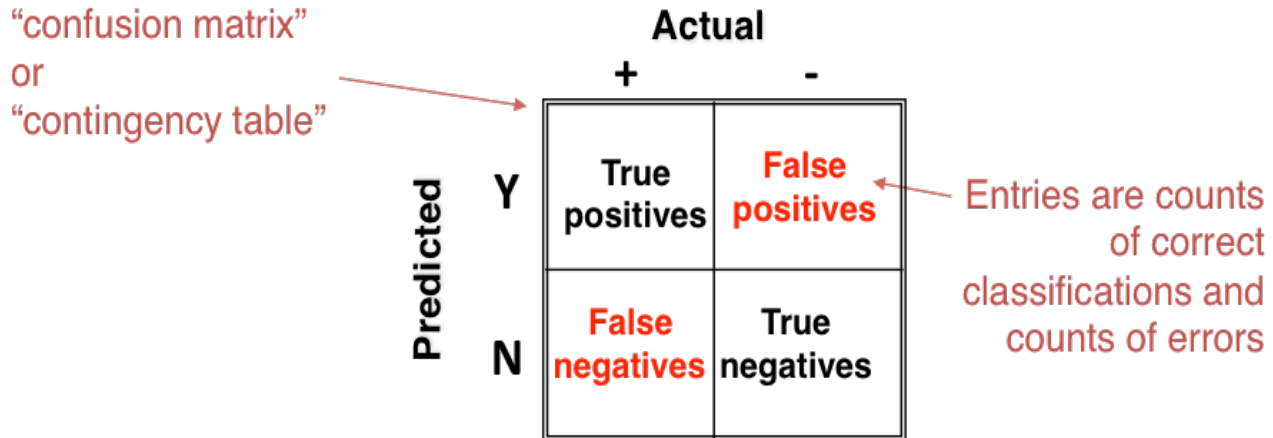 “confusion matrix”
or
“contingency table”
Actual
+ -
Predicted
Y
True
positives
False
positives
N
False
negatives
True
negatives
Entries are counts
of correct
classifications and
counts of errors